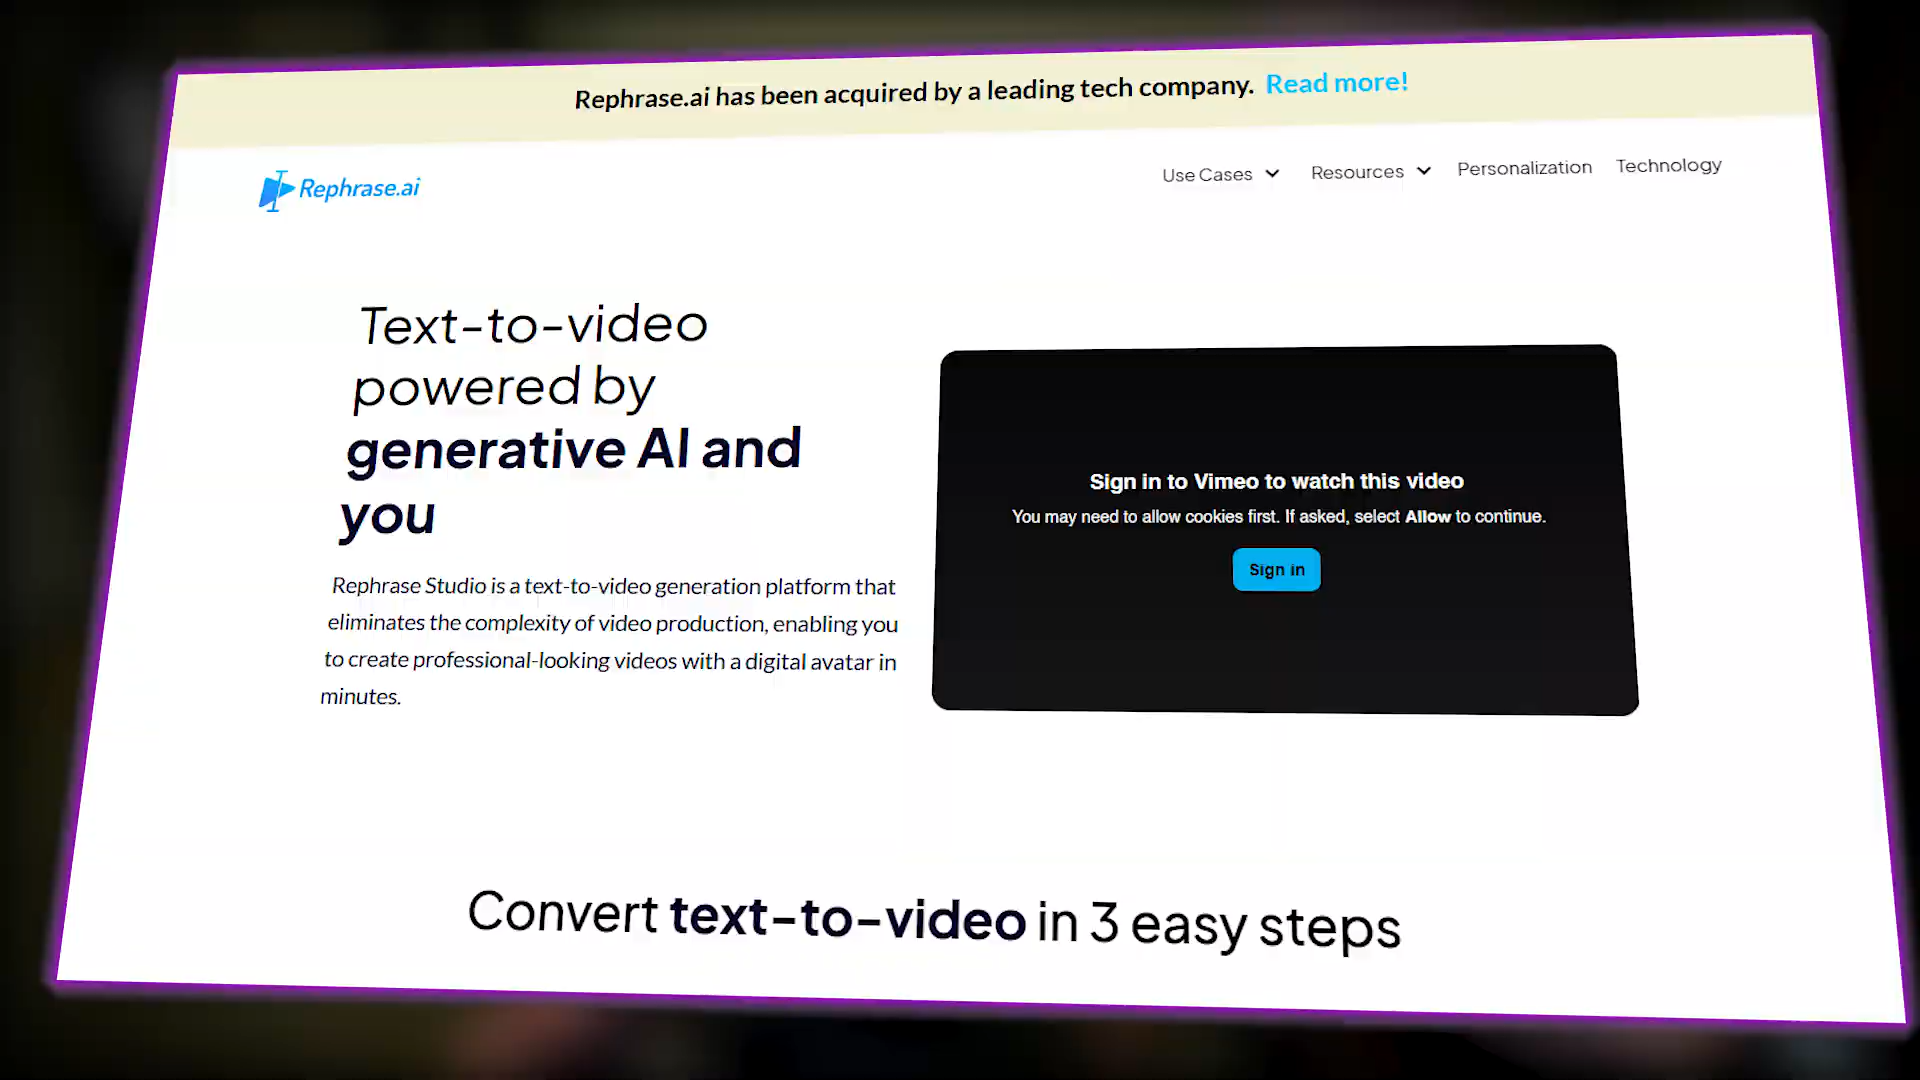 Rephrase.ai has been acquired by a leading tech company. Read more!
Rephrase.ai
Use Cases
Resources
Personalization
Technology
Text-to-video
powered by
generative AI and
you
Rephrase Studio is a text-to-video generation platform that
eliminates the complexity of video production, enabling you
to create professional-looking videos with a digital avatar in
minutes.
Sign in to Vimeo to watch this video
You may need to allow cookies first. If asked, select Allow to continue.
Sign in
Convert text-to-video in 3 easy steps